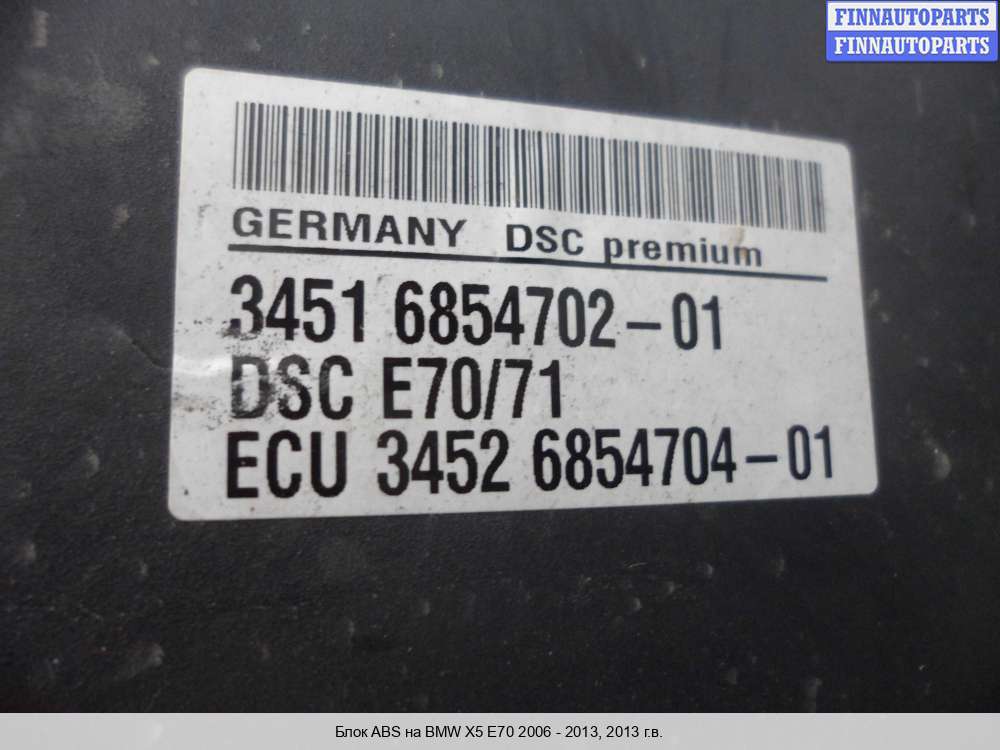 FINNAUTOPARTS
FINNAUTOPARTS
GERMANY DSC premium
3451 6854702-01
DSC E70/71
ECU 3452 6854704-01
Блок ABS на BMW X5 E70 2006 - 2013, 2013 г.в.